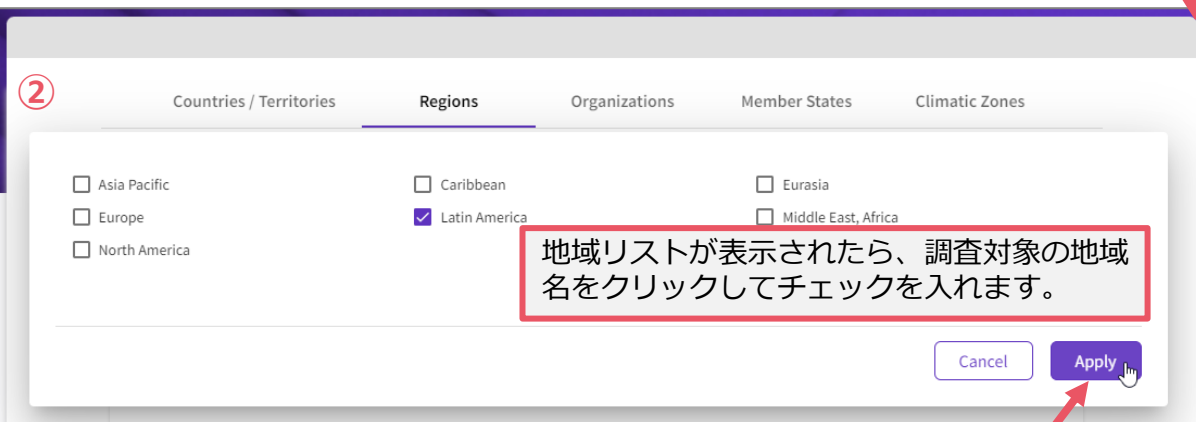 ②
Countries / Territories Regions Organizations Member States Climatic Zones
Asia Pacific Caribbean Eurasia
Europe Latin America Middle East, Africa
North America
地域リストが表示されたら、調査対象の地域
名をクリックしてチェックを入れます。
Cancel Apply